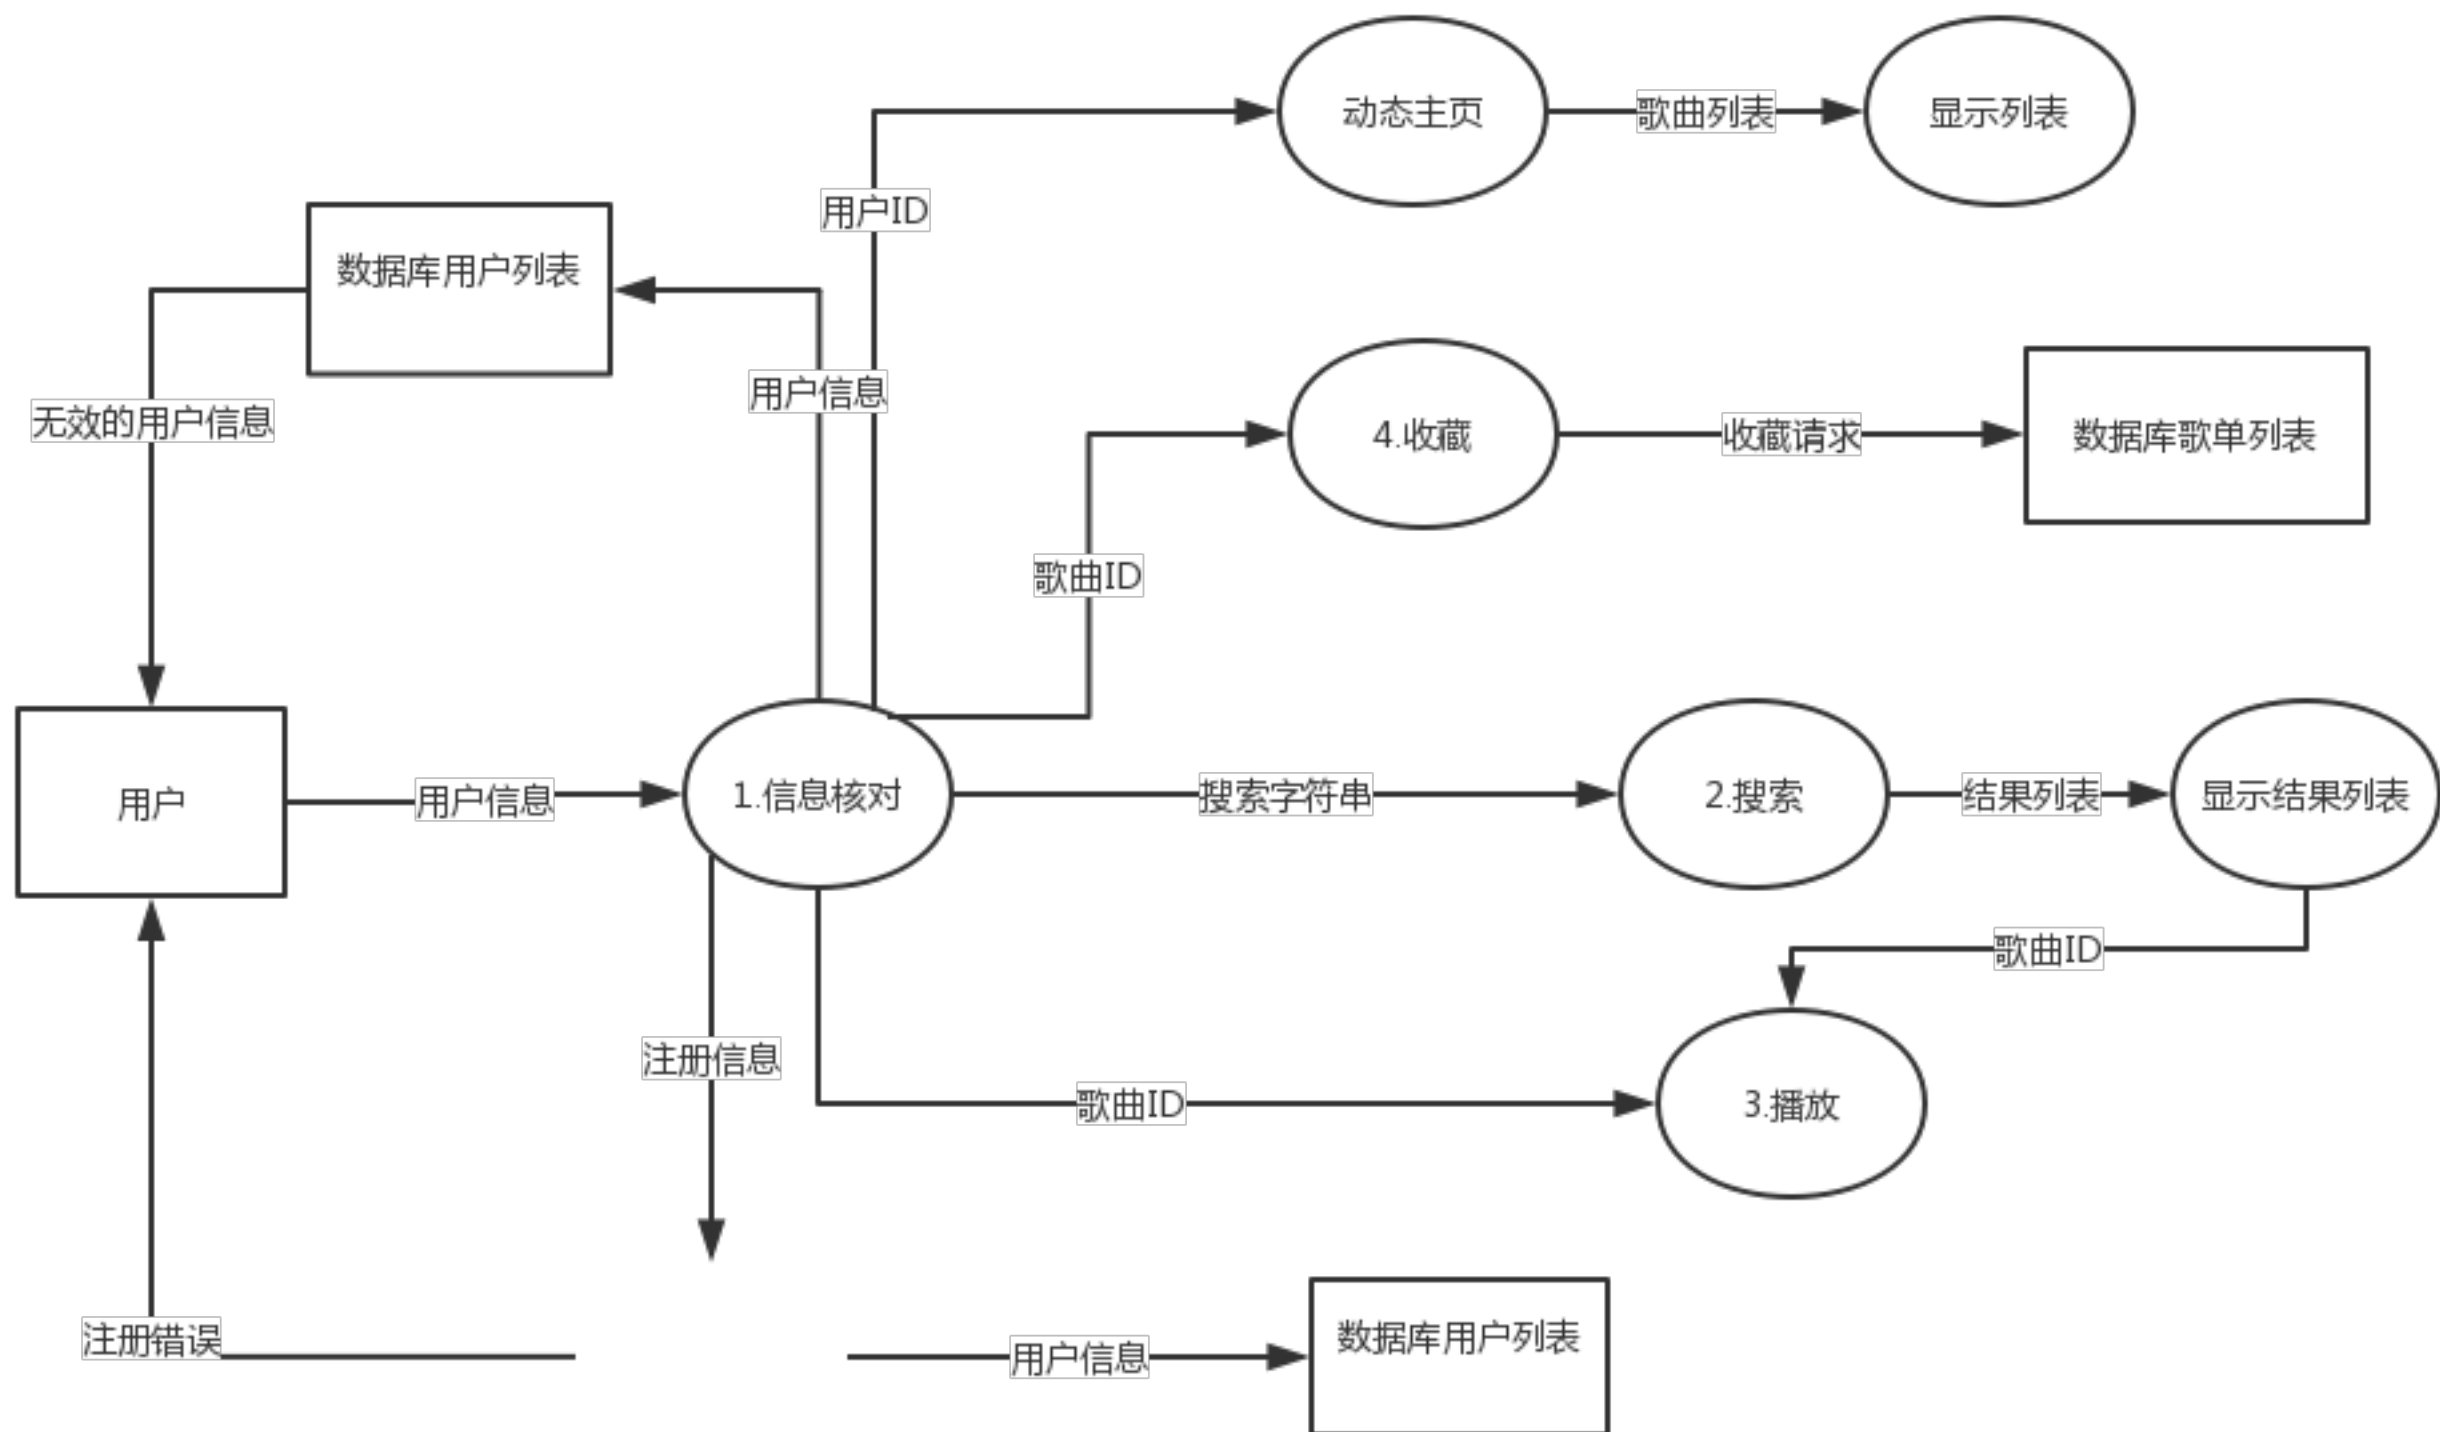 动态主页
歌曲列表
显示列表
用户ID
数据库用户列表
用户信息
无效的用户信息
4.收藏
收藏请求
数据库歌单列表
歌曲ID
用户
用户信息
1.信息核对
搜索字符串
2.搜索
结果列表
显示结果列表
歌曲ID
注册信息
歌曲ID
3.播放
注册错误
用户信息
数据库用户列表